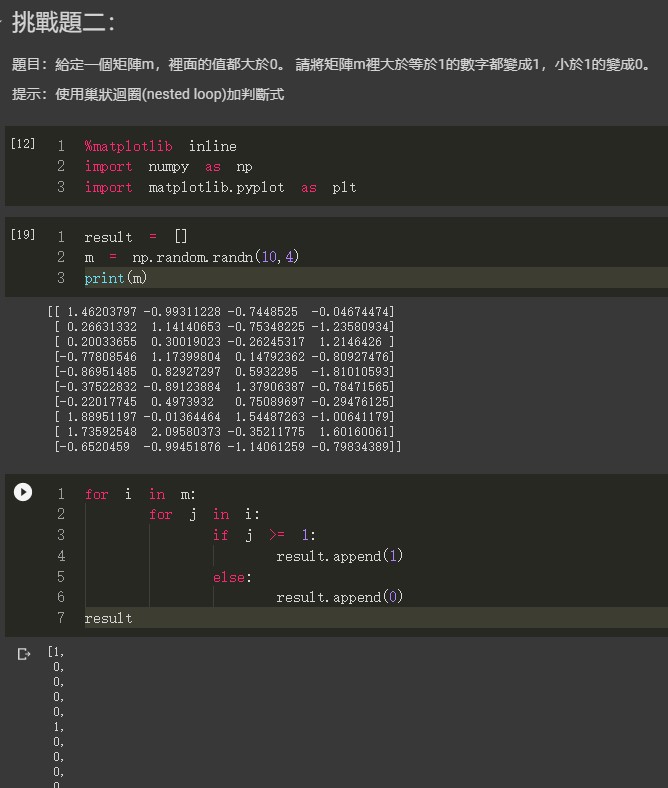 挑戰題二：
題目：給定一個矩陣m，裡面的值都大於0。 請將矩陣m裡大於等於1的數字都變成1，小於1的變成0。
提示：使用巢狀迴圈(nested loop)加判斷式
[12] 1 %matplotlib inline
2 import numpy as np
3 import matplotlib.pyplot as plt
[19] 1 result = []
2 m = np.random.randn(10,4)
3 print(m)
[[ 1.46203797 -0.99311228 -0.7448525 -0.04674474]
[ 0.26631332 1.14140653 -0.75348225 -1.23580934]
[ 0.20033655 0.30019023 -0.26245317 1.2146426 ]
[-0.77808546 1.17399804 0.14792362 -0.80927476]
[-0.86951485 0.82927297 0.5932295 -1.81010593]
[-0.37522832 -0.89123884 1.37906387 -0.78471565]
[-0.22017745 0.4973932 0.75089697 -0.29476125]
[ 1.88951197 -0.01364464 1.54487263 -1.00641179]
[ 1.73592548 2.09580373 -0.35211775 1.60160061]
[-0.6520459 -0.99451876 -1.14061259 -0.79834389]]
1 for i in m:
2 for j in i:
3 if j >= 1:
4 result.append(1)
5 else:
6 result.append(0)
7 result
[1,
0,
0,
0,
0,
1,
0,
0,
0,